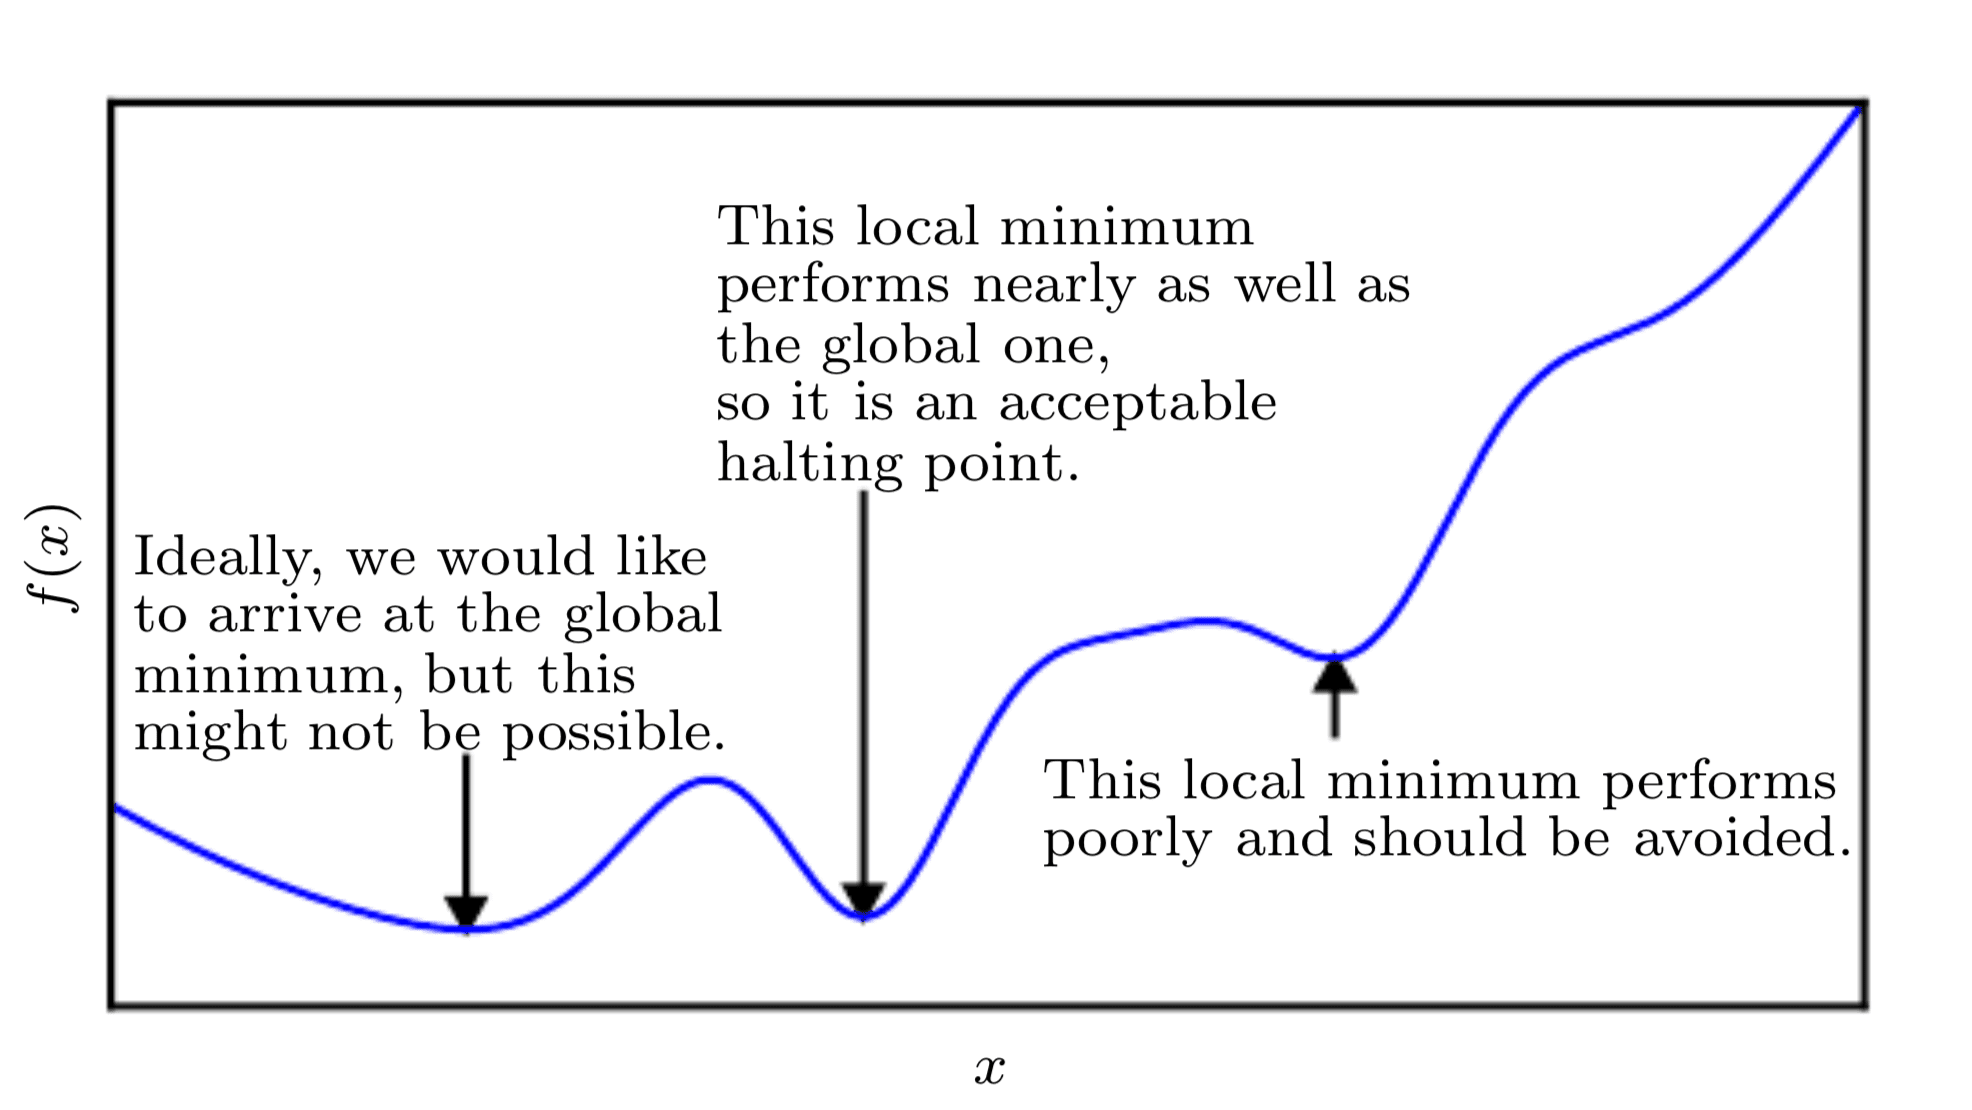 This local minimum
performs nearly as well as
the global one,
so it is an acceptable
halting point.
Ideally, we would like
to arrive at the global
minimum, but this
might not be possible.
This local minimum performs
poorly and should be avoided.
f(x)
x